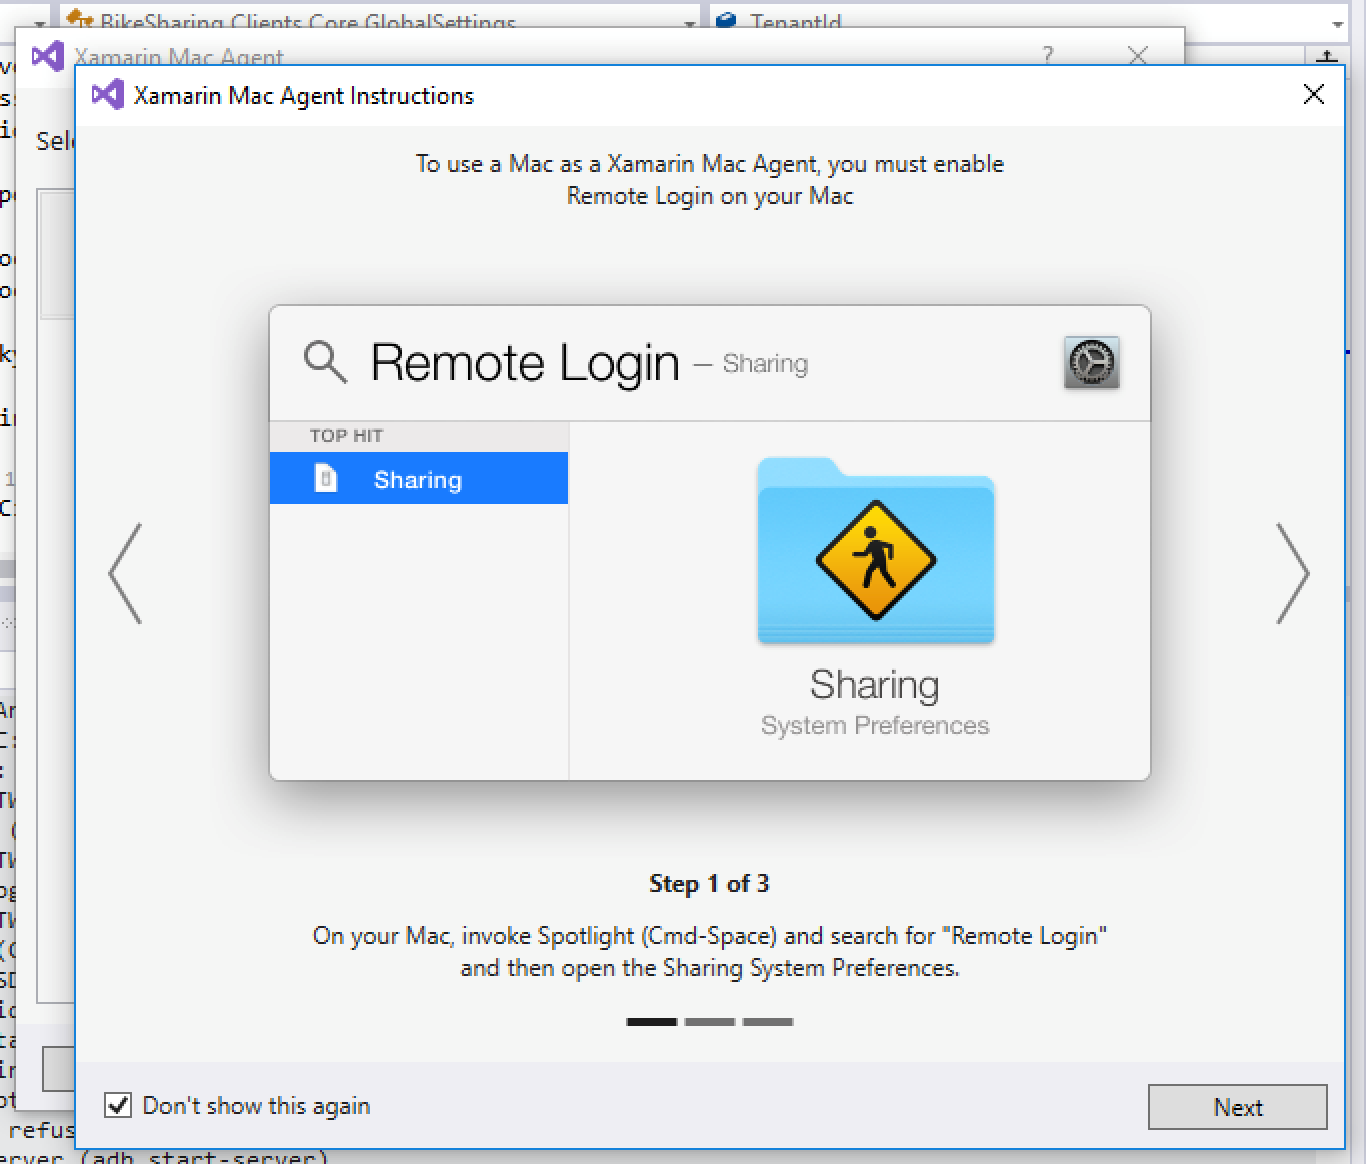 BikeSharing.Clients.Core.GlobalSettings
TenantId
Xamarin Mac Agent
?
Xamarin Mac Agent Instructions
To use a Mac as a Xamarin Mac Agent, you must enable
Remote Login on your Mac
Remote Login — Sharing
TOP HIT
Sharing
Sharing
System Preferences
Step 1 of 3
On your Mac, invoke Spotlight (Cmd-Space) and search for "Remote Login"
and then open the Sharing System Preferences.
Don't show this again
Next
refus
erver (adb start-server)